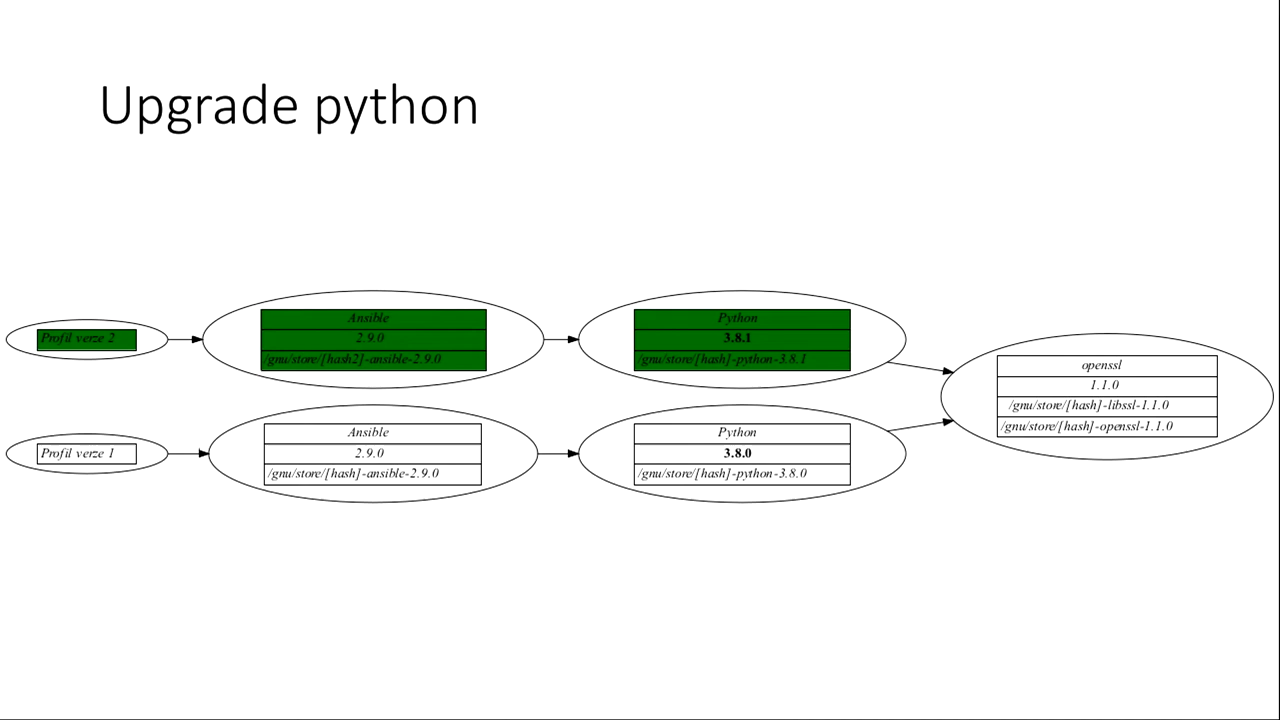 Upgrade python
Profil verze 2
Ansible
2.9.0
/gnu/store/[hash2]-ansible-2.9.0
Python
3.8.1
/gnu/store/[hash]-python-3.8.1
Profil verze 1
Ansible
2.9.0
/gnu/store/[hash]-ansible-2.9.0
Python
3.8.0
/gnu/store/[hash]-python-3.8.0
openssl
1.1.0
/gnu/store/[hash]-libssl-1.1.0
/gnu/store/[hash]-openssl-1.1.0